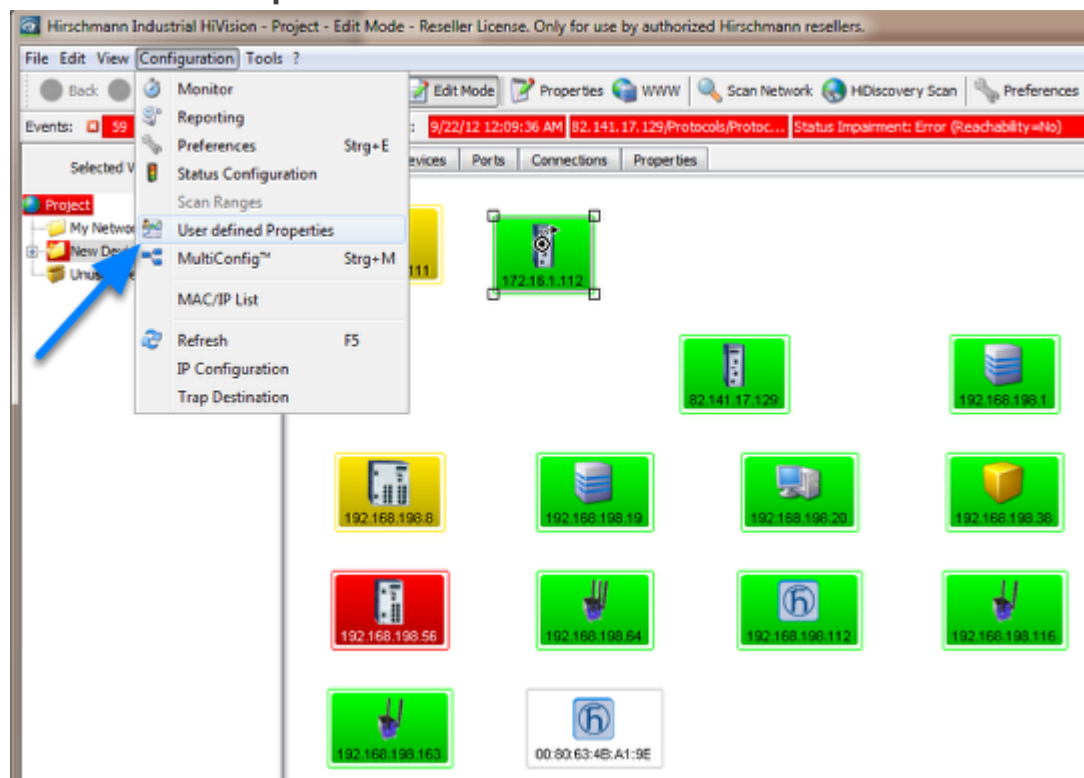 Hirschmann Industrial HiVision - Project - Edit Mode - Reseller License. Only for use by authorized Hirschmann resellers.
File Edit View Configuration Tools ?
Back Edit Mode Properties WWW Scan Network HiDiscovery Scan Preferences
Events: 59 : 9/22/12 12:09:36 AM 82.141.17.129/Protocols/Protoc... Status Impairment: Error (Reachability=No)
Selected V evices Ports Connections Properties
Monitor
Reporting
Preferences Strg+E
Status Configuration
Scan Ranges
User defined Properties
MultiConfig™ Strg+M
MAC/IP List
Refresh F5
IP Configuration
Trap Destination
Project
My Networ
New Devi
Unu
111
172.16.1.112
82.141.17.129
192.168.198.1
192.168.198.8
192.168.198.19
192.168.198.20
192.168.198.38
192.168.198.56
192.168.198.64
192.168.198.112
192.168.198.116
192.168.198.163
00:80:63:4B:A1:9E